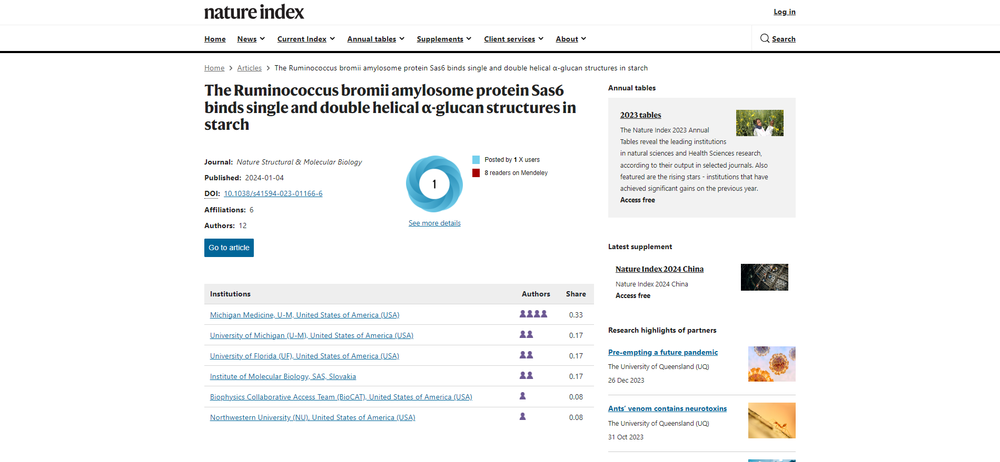 nature index
Log in
Home
News
Current Index
Annual tables
Supplements
Client services
About
Search
Home
Articles
The Ruminococcus bromii amylosome protein Sas6 binds single and double helical α-glucan structures in starch
The Ruminococcus bromii amylosome protein Sas6
binds single and double helical α-glucan structures in
starch
Journal: Nature Structural & Molecular Biology
Published: 2024-01-04
DOI: 10.1038/s41594-023-01166-6
Affiliations: 6
Authors: 12
Go to article
1
See more details
Posted by 1 X users
8 readers on Mendeley
Institutions Authors Share
Michigan Medicine, U-M, United States of America (USA) 0.33
University of Michigan (U-M), United States of America (USA) 0.17
University of Florida (UF), United States of America (USA) 0.17
Institute of Molecular Biology, SAS, Slovakia 0.17
Biophysics Collaborative Access Team (BioCAT), United States of America (USA) 0.08
Northwestern University (NU), United States of America (USA) 0.08
Annual tables
2023 tables
The Nature Index 2023 Annual
Tables reveal the leading institutions
in natural sciences and Health Sciences research,
according to their output in selected journals. Also
featured are the rising stars - institutions that have
achieved significant gains on the previous year.
Access free
Latest supplement
Nature Index 2024 China
Nature Index 2024 China
Access free
Research highlights of partners
Pre-empting a future pandemic
The University of Queensland (UQ)
26 Dec 2023
Ants’ venom contains neurotoxins
The University of Queensland (UQ)
31 Oct 2023